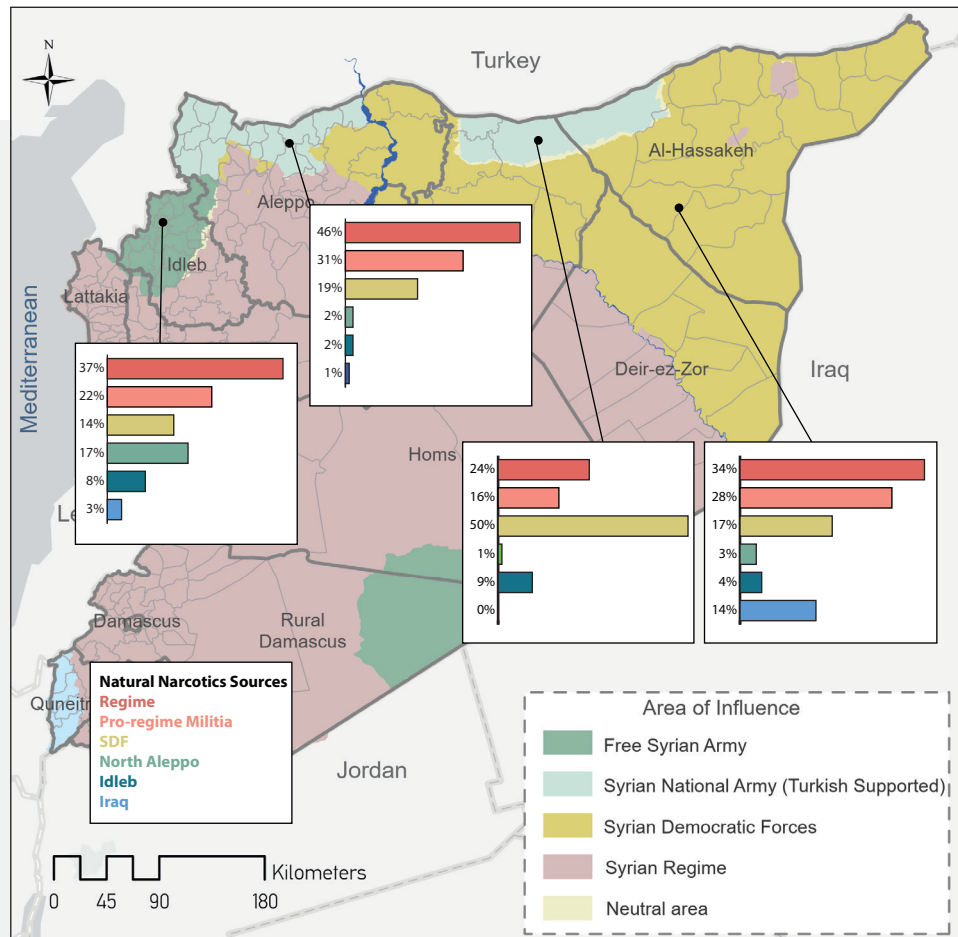 N
Turkey
Al-Hassakeh
Aleppo
Idleb
Lattakia
Mediterranean
Deir-ez-Zor
Iraq
Homs
46%
31%
19%
2%
2%
1%
37%
22%
14%
17%
8%
3%
24%
16%
50%
1%
9%
0%
34%
28%
17%
3%
4%
14%
Le
Damascus
Rural
Damascus
Quneitr
Jordan
Natural Narcotics Sources
Regime
Pro-regime Militia
SDF
North Aleppo
Idleb
Iraq
Area of Influence
Free Syrian Army
Syrian National Army (Turkish Supported)
Syrian Democratic Forces
Syrian Regime
Neutral area
Kilometers
0 45 90 180